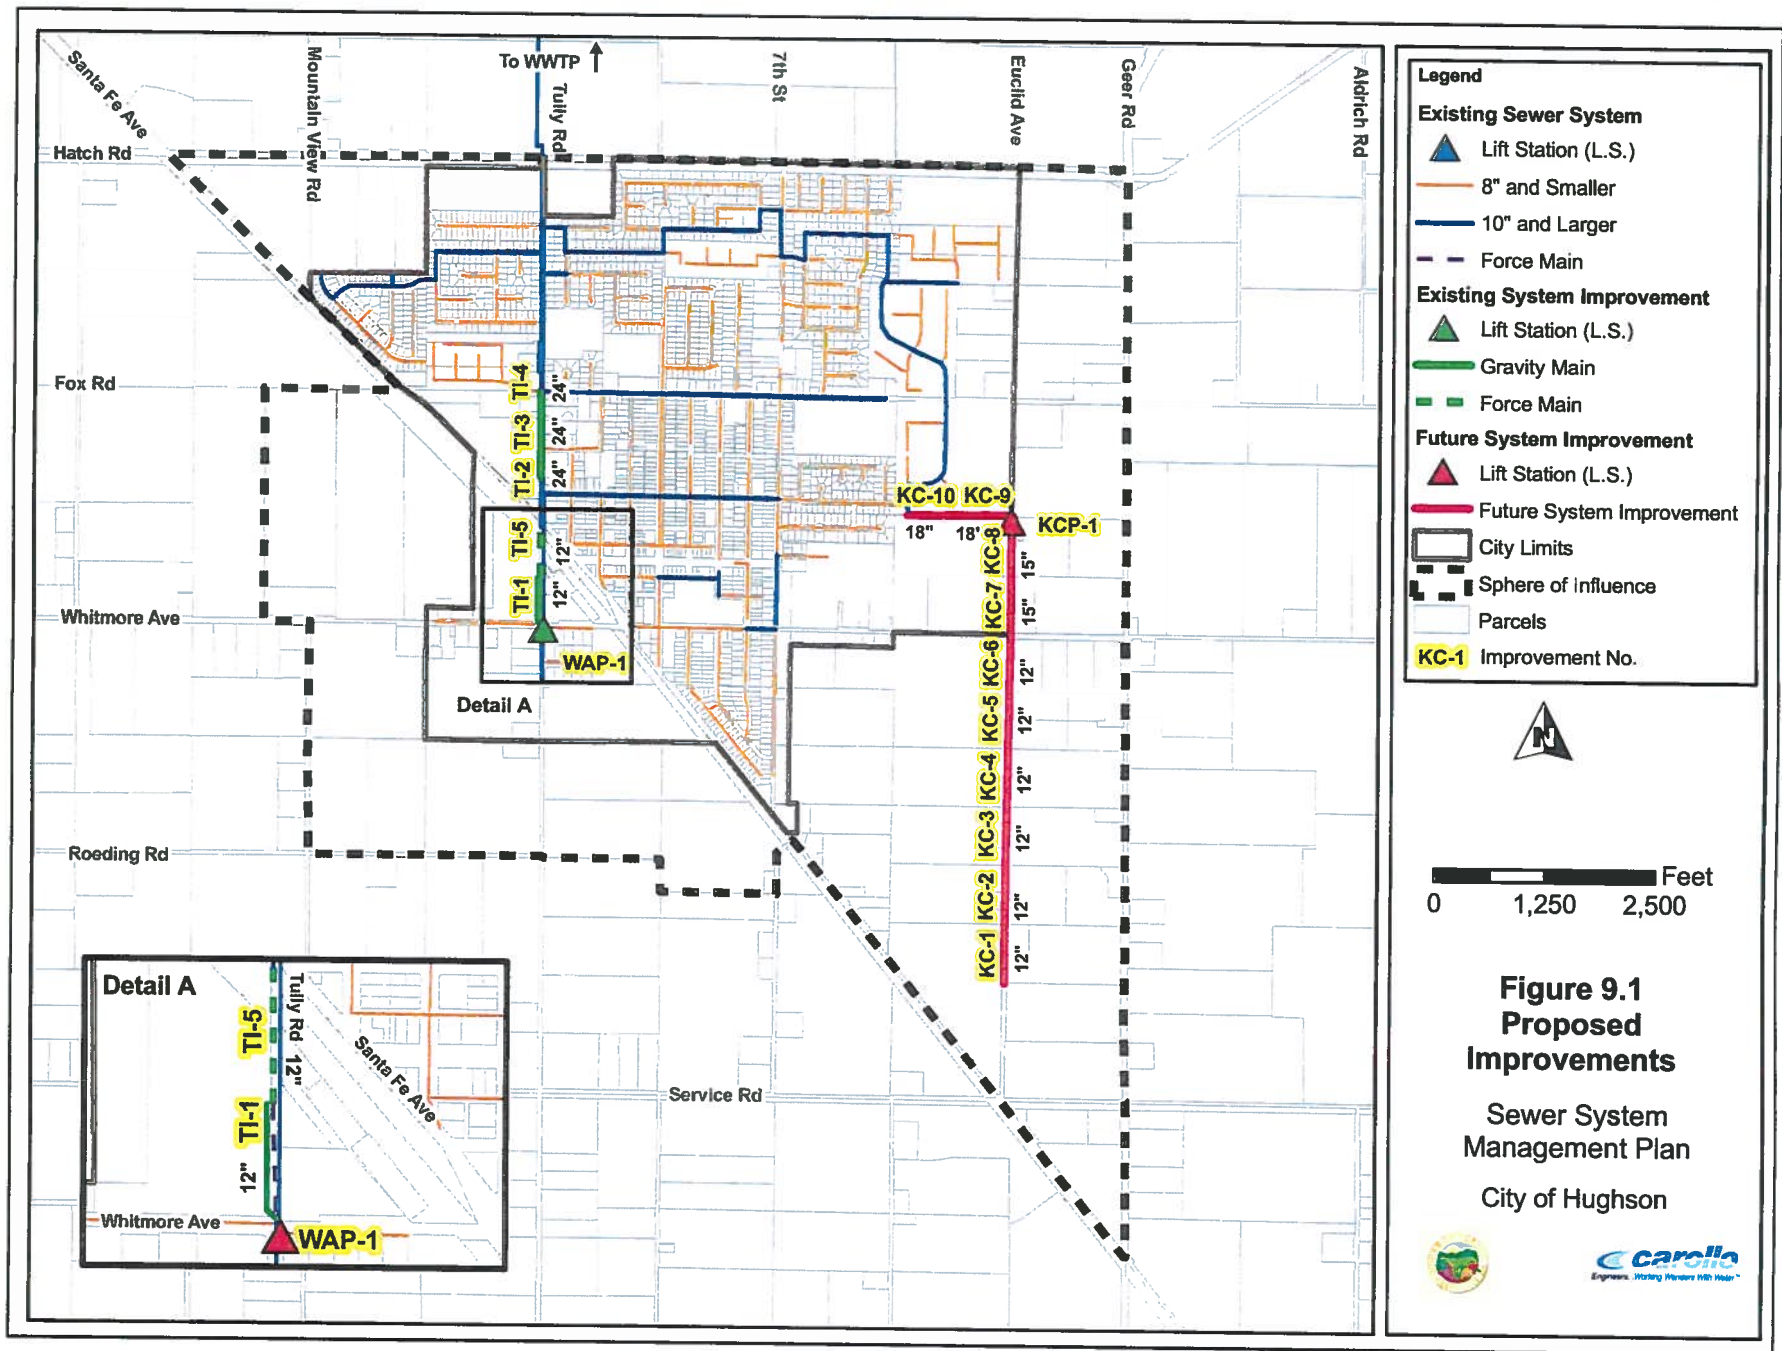 To WWTP
Santa Fe Ave
Mountain View Rd
Tully Rd
7th St
Euclid Ave
Geer Rd
Aldrich Rd
Hatch Rd
Fox Rd
TI-4
24"
TI-3
24"
TI-2
24"
TI-5
12"
TI-1
12"
Whitmore Ave
WAP-1
Detail A
KC-10
KC-9
18"
18'
KCP-1
KC-8
15"
KC-7
15"
KC-6
12"
KC-5
12"
KC-4
12"
KC-3
12"
KC-2
12"
KC-1
12"
Roeding Rd
Service Rd
Detail A
Tully Rd
TI-5
12"
Santa Fe Ave
TI-1
12"
Whitmore Ave
WAP-1
Legend
Existing Sewer System
Lift Station (L.S.)
8" and Smaller
10" and Larger
Force Main
Existing System Improvement
Lift Station (L.S.)
Gravity Main
Force Main
Future System Improvement
Lift Station (L.S.)
Future System Improvement
City Limits
Sphere of Influence
Parcels
KC-1 Improvement No.
N
Feet
0 1,250 2,500
Figure 9.1
Proposed
Improvements
Sewer System
Management Plan
City of Hughson
carollo
Engineers...Working Wonders With Water™